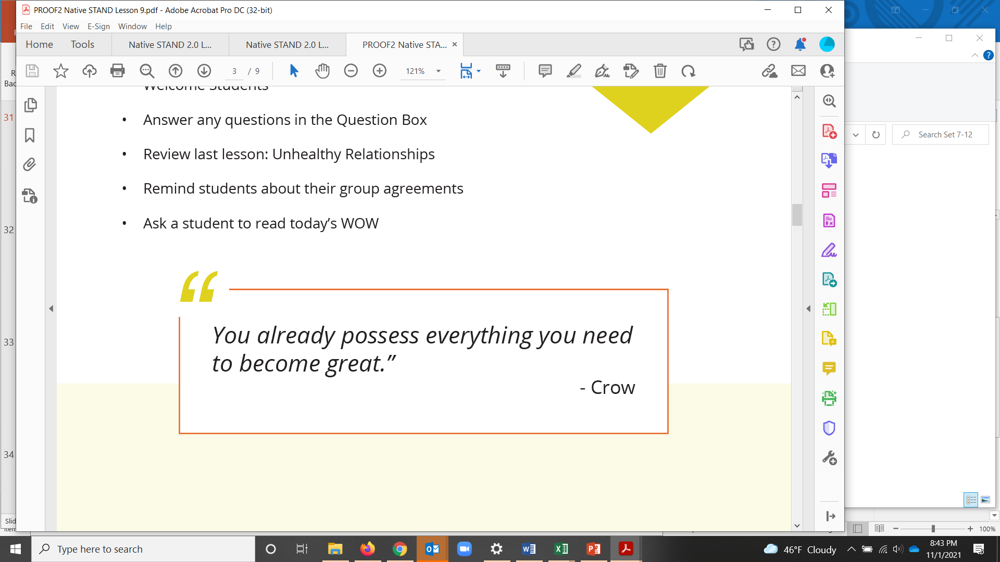 PROOF2 Native STAND Lesson 9.pdf - Adobe Acrobat Pro DC (32-bit)
File Edit View E-Sign Window Help
Home Tools Native STAND 2.0 L... Native STAND 2.0 L... PROOF2 Native STA...
3 / 9 121%
Welcome Students
• Answer any questions in the Question Box
• Review last lesson: Unhealthy Relationships
• Remind students about their group agreements
• Ask a student to read today’s WOW
“
You already possess everything you need
to become great.”
- Crow
R
Bac
31
32
33
34
Slid
Search Set 7-12
100%
Type here to search
46°F Cloudy
8:43 PM
11/1/2021